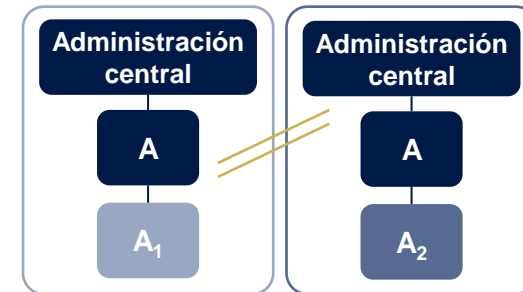 Administración
central
A
A₁
Administración
central
A
A₂